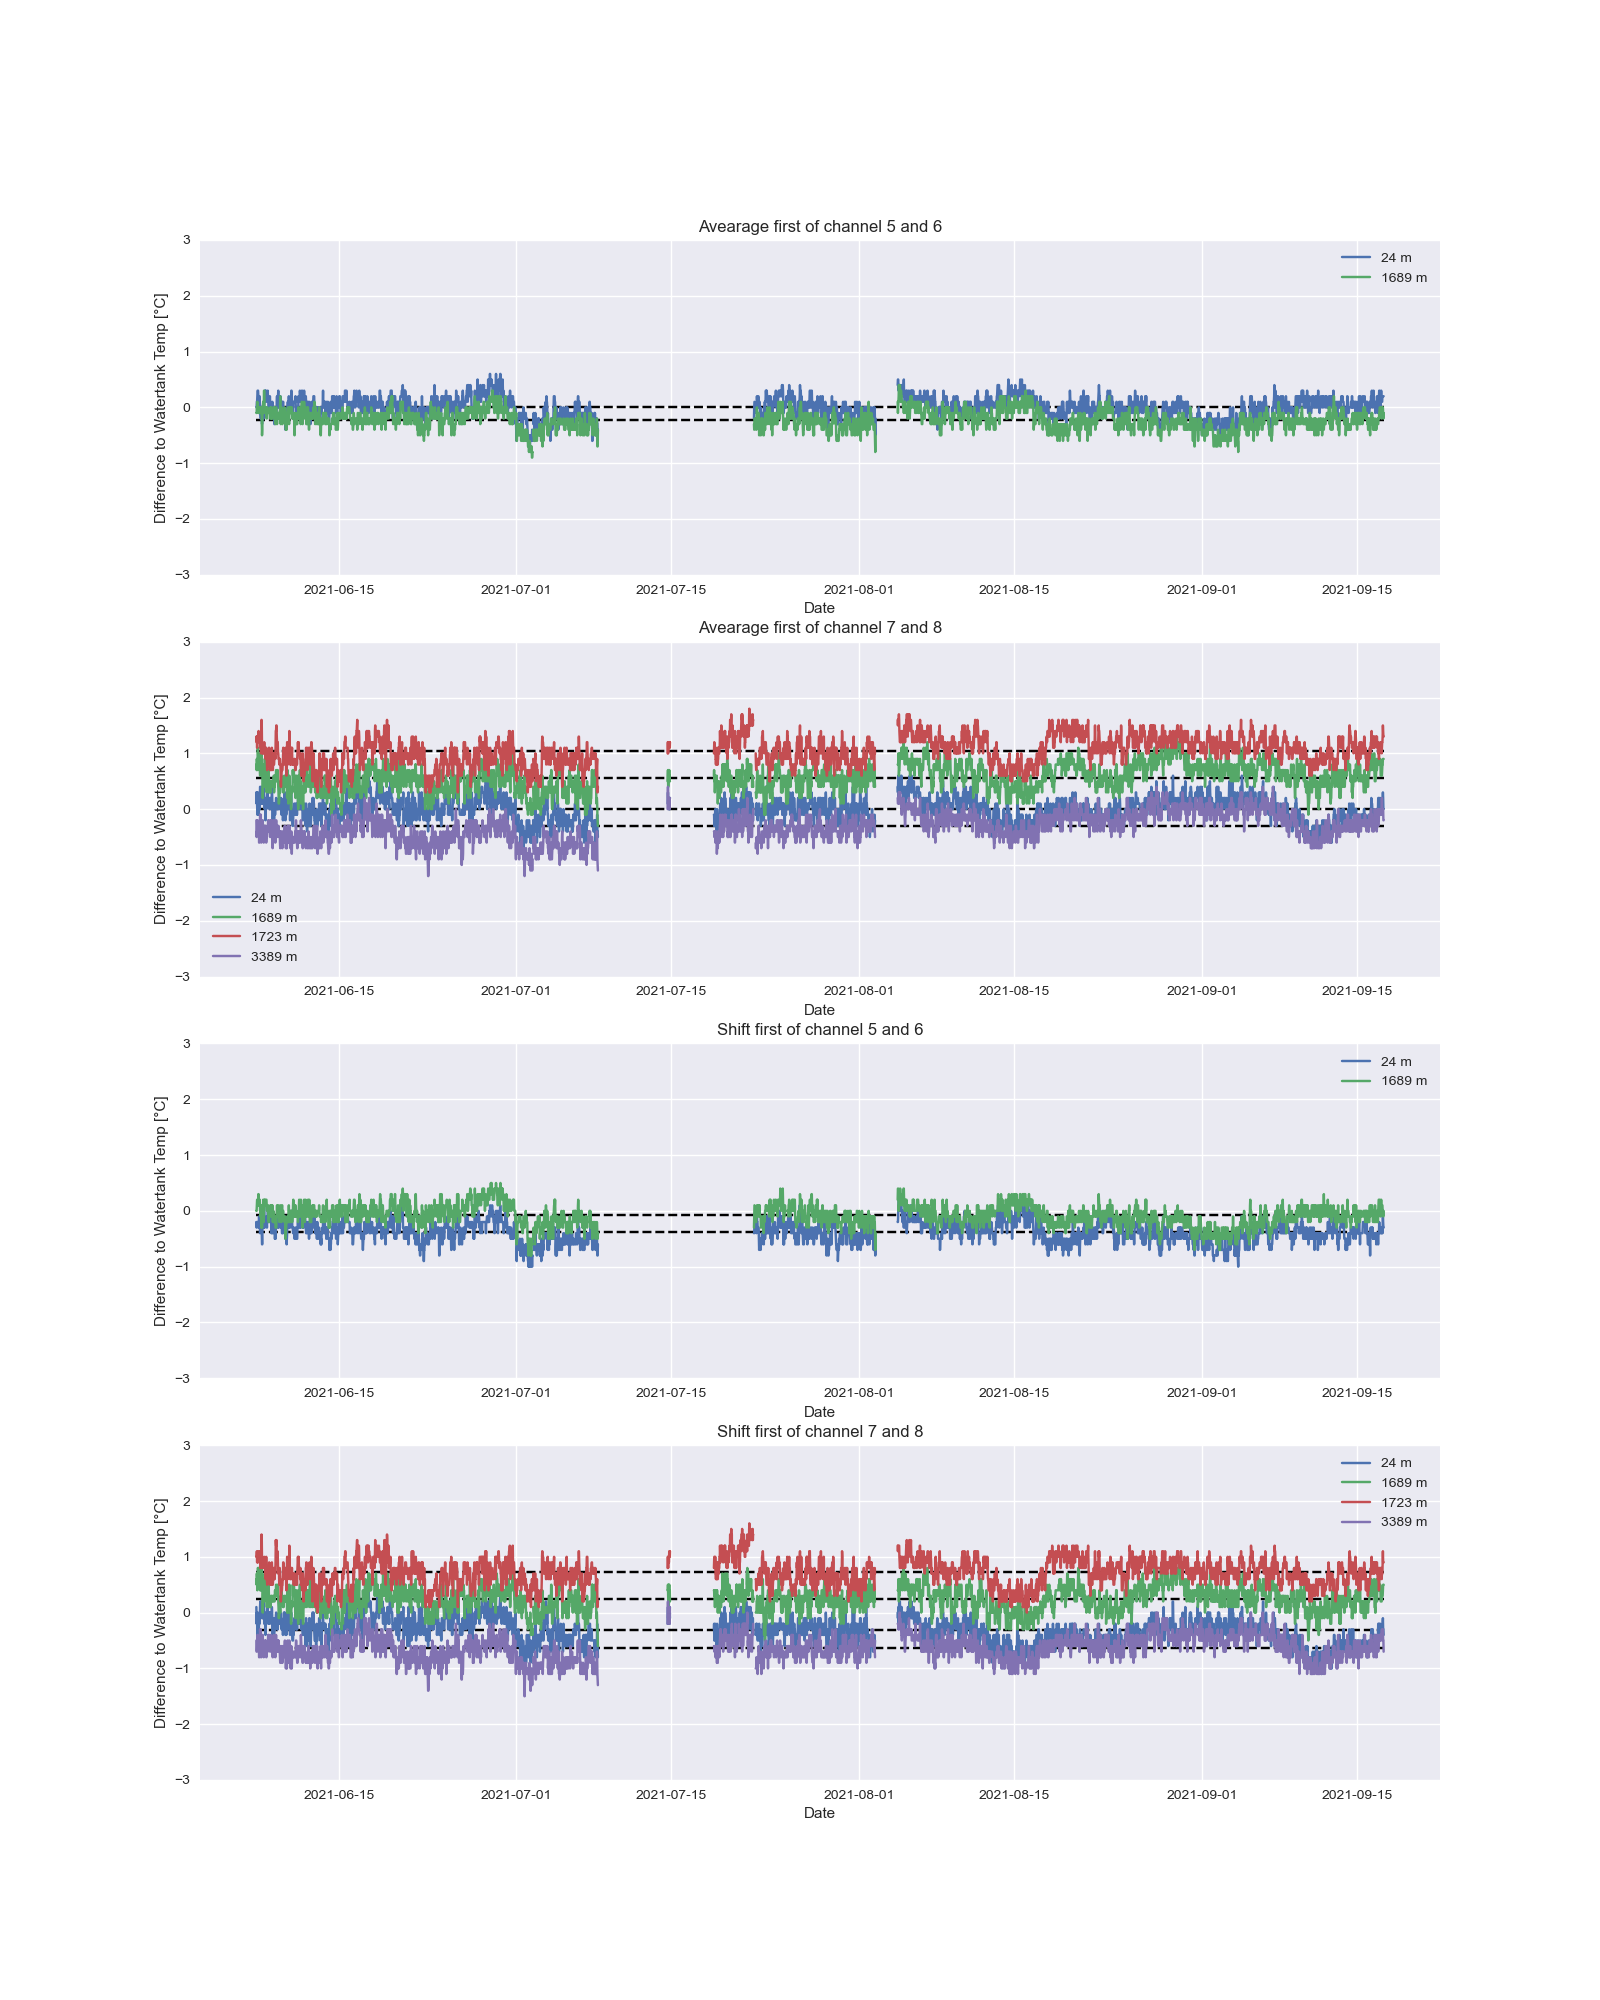 Avearage first of channel 5 and 6
Difference to Watertank Temp [°C]
3
2
1
0
−1
−2
−3
24 m
1689 m
2021-06-15 2021-07-01 2021-07-15 2021-08-01 2021-08-15 2021-09-01 2021-09-15
Date
Avearage first of channel 7 and 8
Difference to Watertank Temp [°C]
3
2
1
0
−1
−2
−3
24 m
1689 m
1723 m
3389 m
2021-06-15 2021-07-01 2021-07-15 2021-08-01 2021-08-15 2021-09-01 2021-09-15
Date
Shift first of channel 5 and 6
Difference to Watertank Temp [°C]
3
2
1
0
−1
−2
−3
24 m
1689 m
2021-06-15 2021-07-01 2021-07-15 2021-08-01 2021-08-15 2021-09-01 2021-09-15
Date
Shift first of channel 7 and 8
Difference to Watertank Temp [°C]
3
2
1
0
−1
−2
−3
24 m
1689 m
1723 m
3389 m
2021-06-15 2021-07-01 2021-07-15 2021-08-01 2021-08-15 2021-09-01 2021-09-15
Date